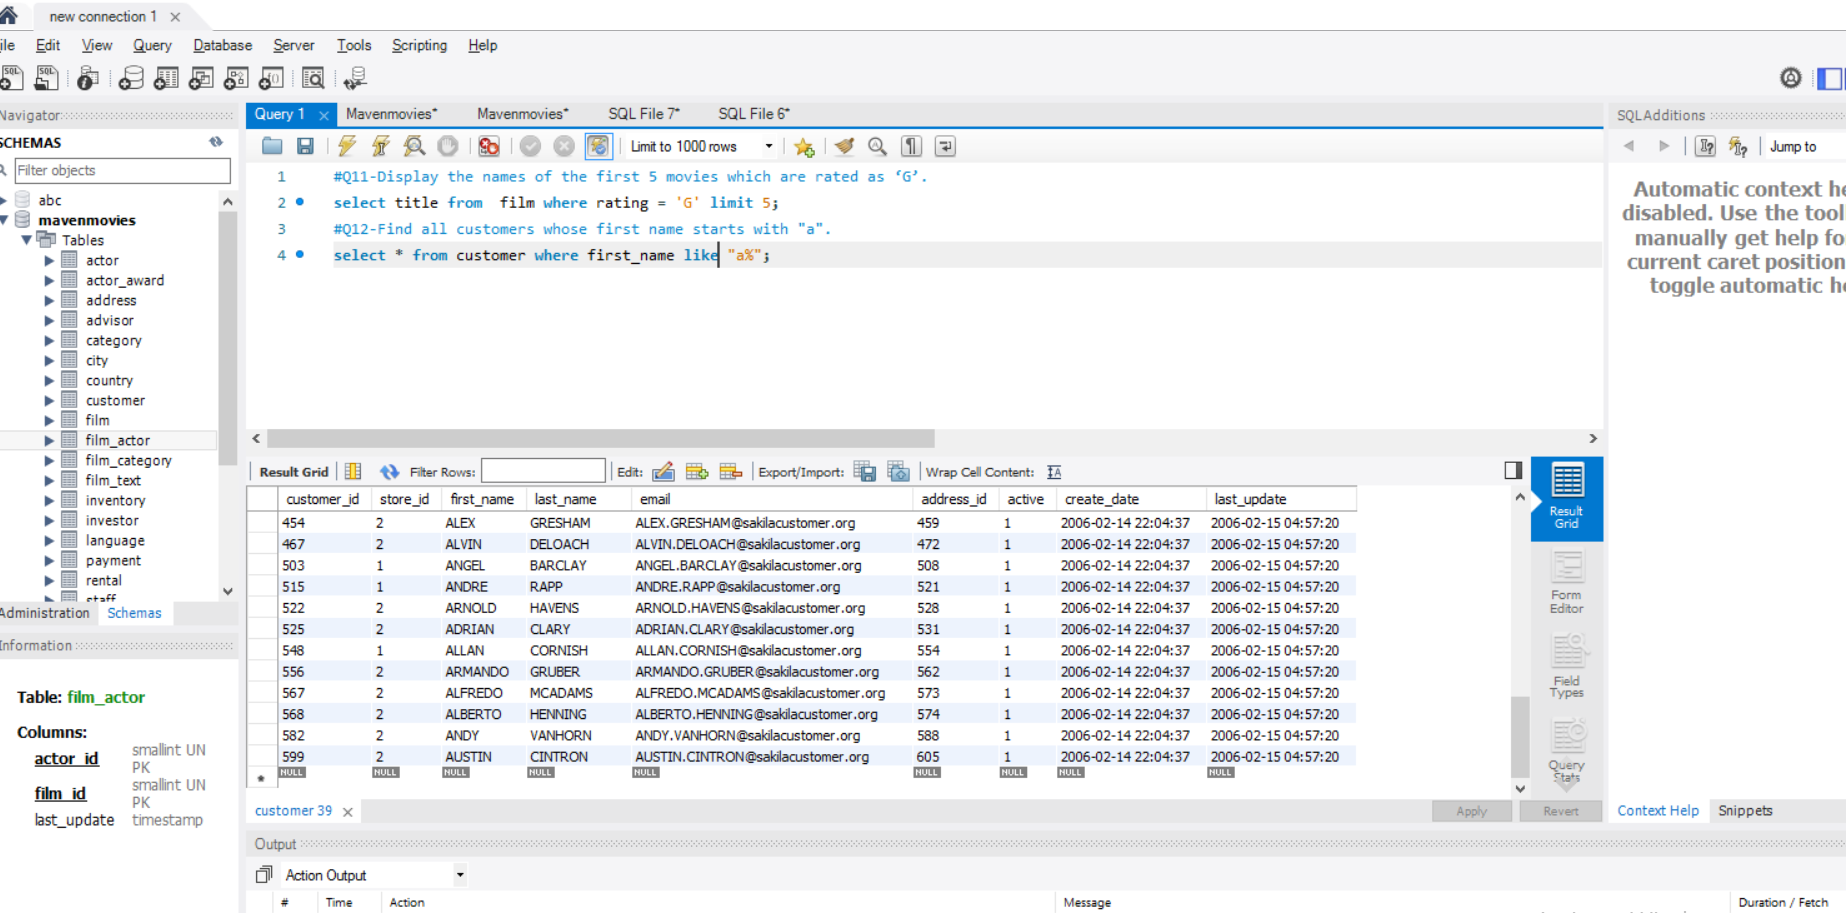 new connection 1
ile Edit View Query Database Server Tools Scripting Help
Navigator
SCHEMAS
Filter objects
abc
mavenmovies
Tables
actor
actor_award
address
advisor
category
city
country
customer
film
film_actor
film_category
film_text
inventory
investor
language
payment
rental
staff
Administration Schemas
Information
Table: film_actor
Columns:
actor_id smallint UN PK
film_id smallint UN PK
last_update timestamp
Query 1 Mavenmovies* Mavenmovies* SQL File 7* SQL File 6*
Limit to 1000 rows
1 #Q11-Display the names of the first 5 movies which are rated as ‘G’.
2 select title from film where rating = 'G' limit 5;
3 #Q12-Find all customers whose first name starts with "a".
4 select * from customer where first_name like "a%";
Result Grid Filter Rows: Edit: Export/Import: Wrap Cell Content:
customer_id store_id first_name last_name email address_id active create_date last_update
454 2 ALEX GRESHAM ALEX.GRESHAM@sakilacustomer.org 459 1 2006-02-14 22:04:37 2006-02-15 04:57:20
467 2 ALVIN DELOACH ALVIN.DELOACH@sakilacustomer.org 472 1 2006-02-14 22:04:37 2006-02-15 04:57:20
503 1 ANGEL BARCLAY ANGEL.BARCLAY@sakilacustomer.org 508 1 2006-02-14 22:04:37 2006-02-15 04:57:20
515 1 ANDRE RAPP ANDRE.RAPP@sakilacustomer.org 521 1 2006-02-14 22:04:37 2006-02-15 04:57:20
522 2 ARNOLD HAVENS ARNOLD.HAVENS@sakilacustomer.org 528 1 2006-02-14 22:04:37 2006-02-15 04:57:20
525 2 ADRIAN CLARY ADRIAN.CLARY@sakilacustomer.org 531 1 2006-02-14 22:04:37 2006-02-15 04:57:20
548 1 ALLAN CORNISH ALLAN.CORNISH@sakilacustomer.org 554 1 2006-02-14 22:04:37 2006-02-15 04:57:20
556 2 ARMANDO GRUBER ARMANDO.GRUBER@sakilacustomer.org 562 1 2006-02-14 22:04:37 2006-02-15 04:57:20
567 2 ALFREDO MCADAMS ALFREDO.MCADAMS@sakilacustomer.org 573 1 2006-02-14 22:04:37 2006-02-15 04:57:20
568 2 ALBERTO HENNING ALBERTO.HENNING@sakilacustomer.org 574 1 2006-02-14 22:04:37 2006-02-15 04:57:20
582 2 ANDY VANHORN ANDY.VANHORN@sakilacustomer.org 588 1 2006-02-14 22:04:37 2006-02-15 04:57:20
599 2 AUSTIN CINTRON AUSTIN.CINTRON@sakilacustomer.org 605 1 2006-02-14 22:04:37 2006-02-15 04:57:20
* NULL NULL NULL NULL NULL NULL NULL NULL NULL
Result
Grid
Form
Editor
Field
Types
Query
Stats
customer 39 Apply Revert
Output
Action Output
# Time Action Message Duration / Fetch
SQLAdditions
Jump to
Automatic context he
disabled. Use the tool
manually get help fo
current caret position
toggle automatic he
Context Help Snippets